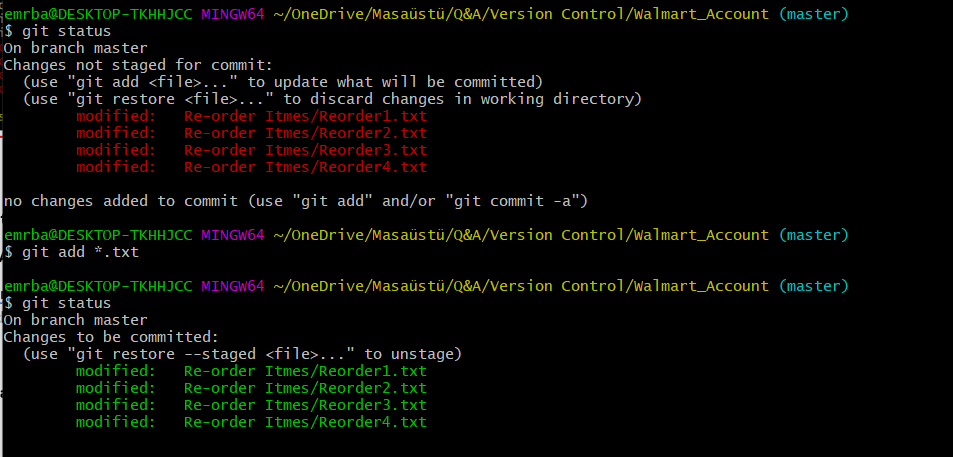 emrba@DESKTOP-TKHHJCC MINGW64 ~/OneDrive/Masaüstü/Q&A/Version Control/Walmart_Account (master)
$ git status
On branch master
Changes not staged for commit:
  (use "git add <file>..." to update what will be committed)
  (use "git restore <file>..." to discard changes in working directory)
        modified:   Re-order Itmes/Reorder1.txt
        modified:   Re-order Itmes/Reorder2.txt
        modified:   Re-order Itmes/Reorder3.txt
        modified:   Re-order Itmes/Reorder4.txt

no changes added to commit (use "git add" and/or "git commit -a")

emrba@DESKTOP-TKHHJCC MINGW64 ~/OneDrive/Masaüstü/Q&A/Version Control/Walmart_Account (master)
$ git add *.txt

emrba@DESKTOP-TKHHJCC MINGW64 ~/OneDrive/Masaüstü/Q&A/Version Control/Walmart_Account (master)
$ git status
On branch master
Changes to be committed:
  (use "git restore --staged <file>..." to unstage)
        modified:   Re-order Itmes/Reorder1.txt
        modified:   Re-order Itmes/Reorder2.txt
        modified:   Re-order Itmes/Reorder3.txt
        modified:   Re-order Itmes/Reorder4.txt